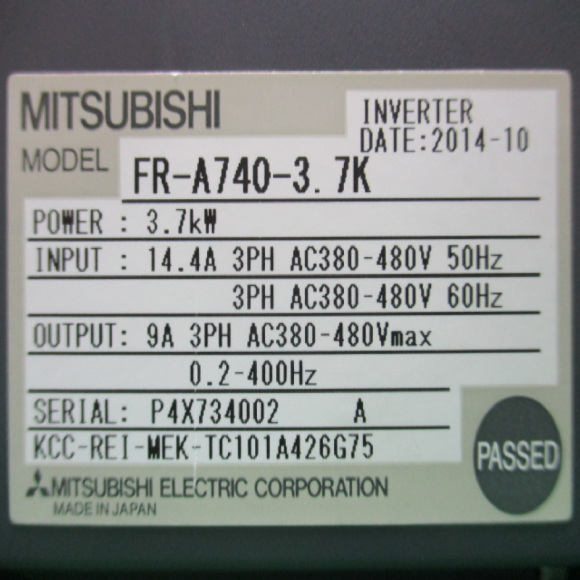 MITSUBISHI
INVERTER
DATE:2014-10
MODEL FR-A740-3.7K
POWER : 3.7kW
INPUT : 14.4A 3PH AC380-480V 50Hz
3PH AC380-480V 60Hz
OUTPUT: 9A 3PH AC380-480Vmax
0.2-400Hz
SERIAL: P4X734002 A
KCC-REI-MEK-TC101A426G75
PASSED
MITSUBISHI ELECTRIC CORPORATION
MADE IN JAPAN